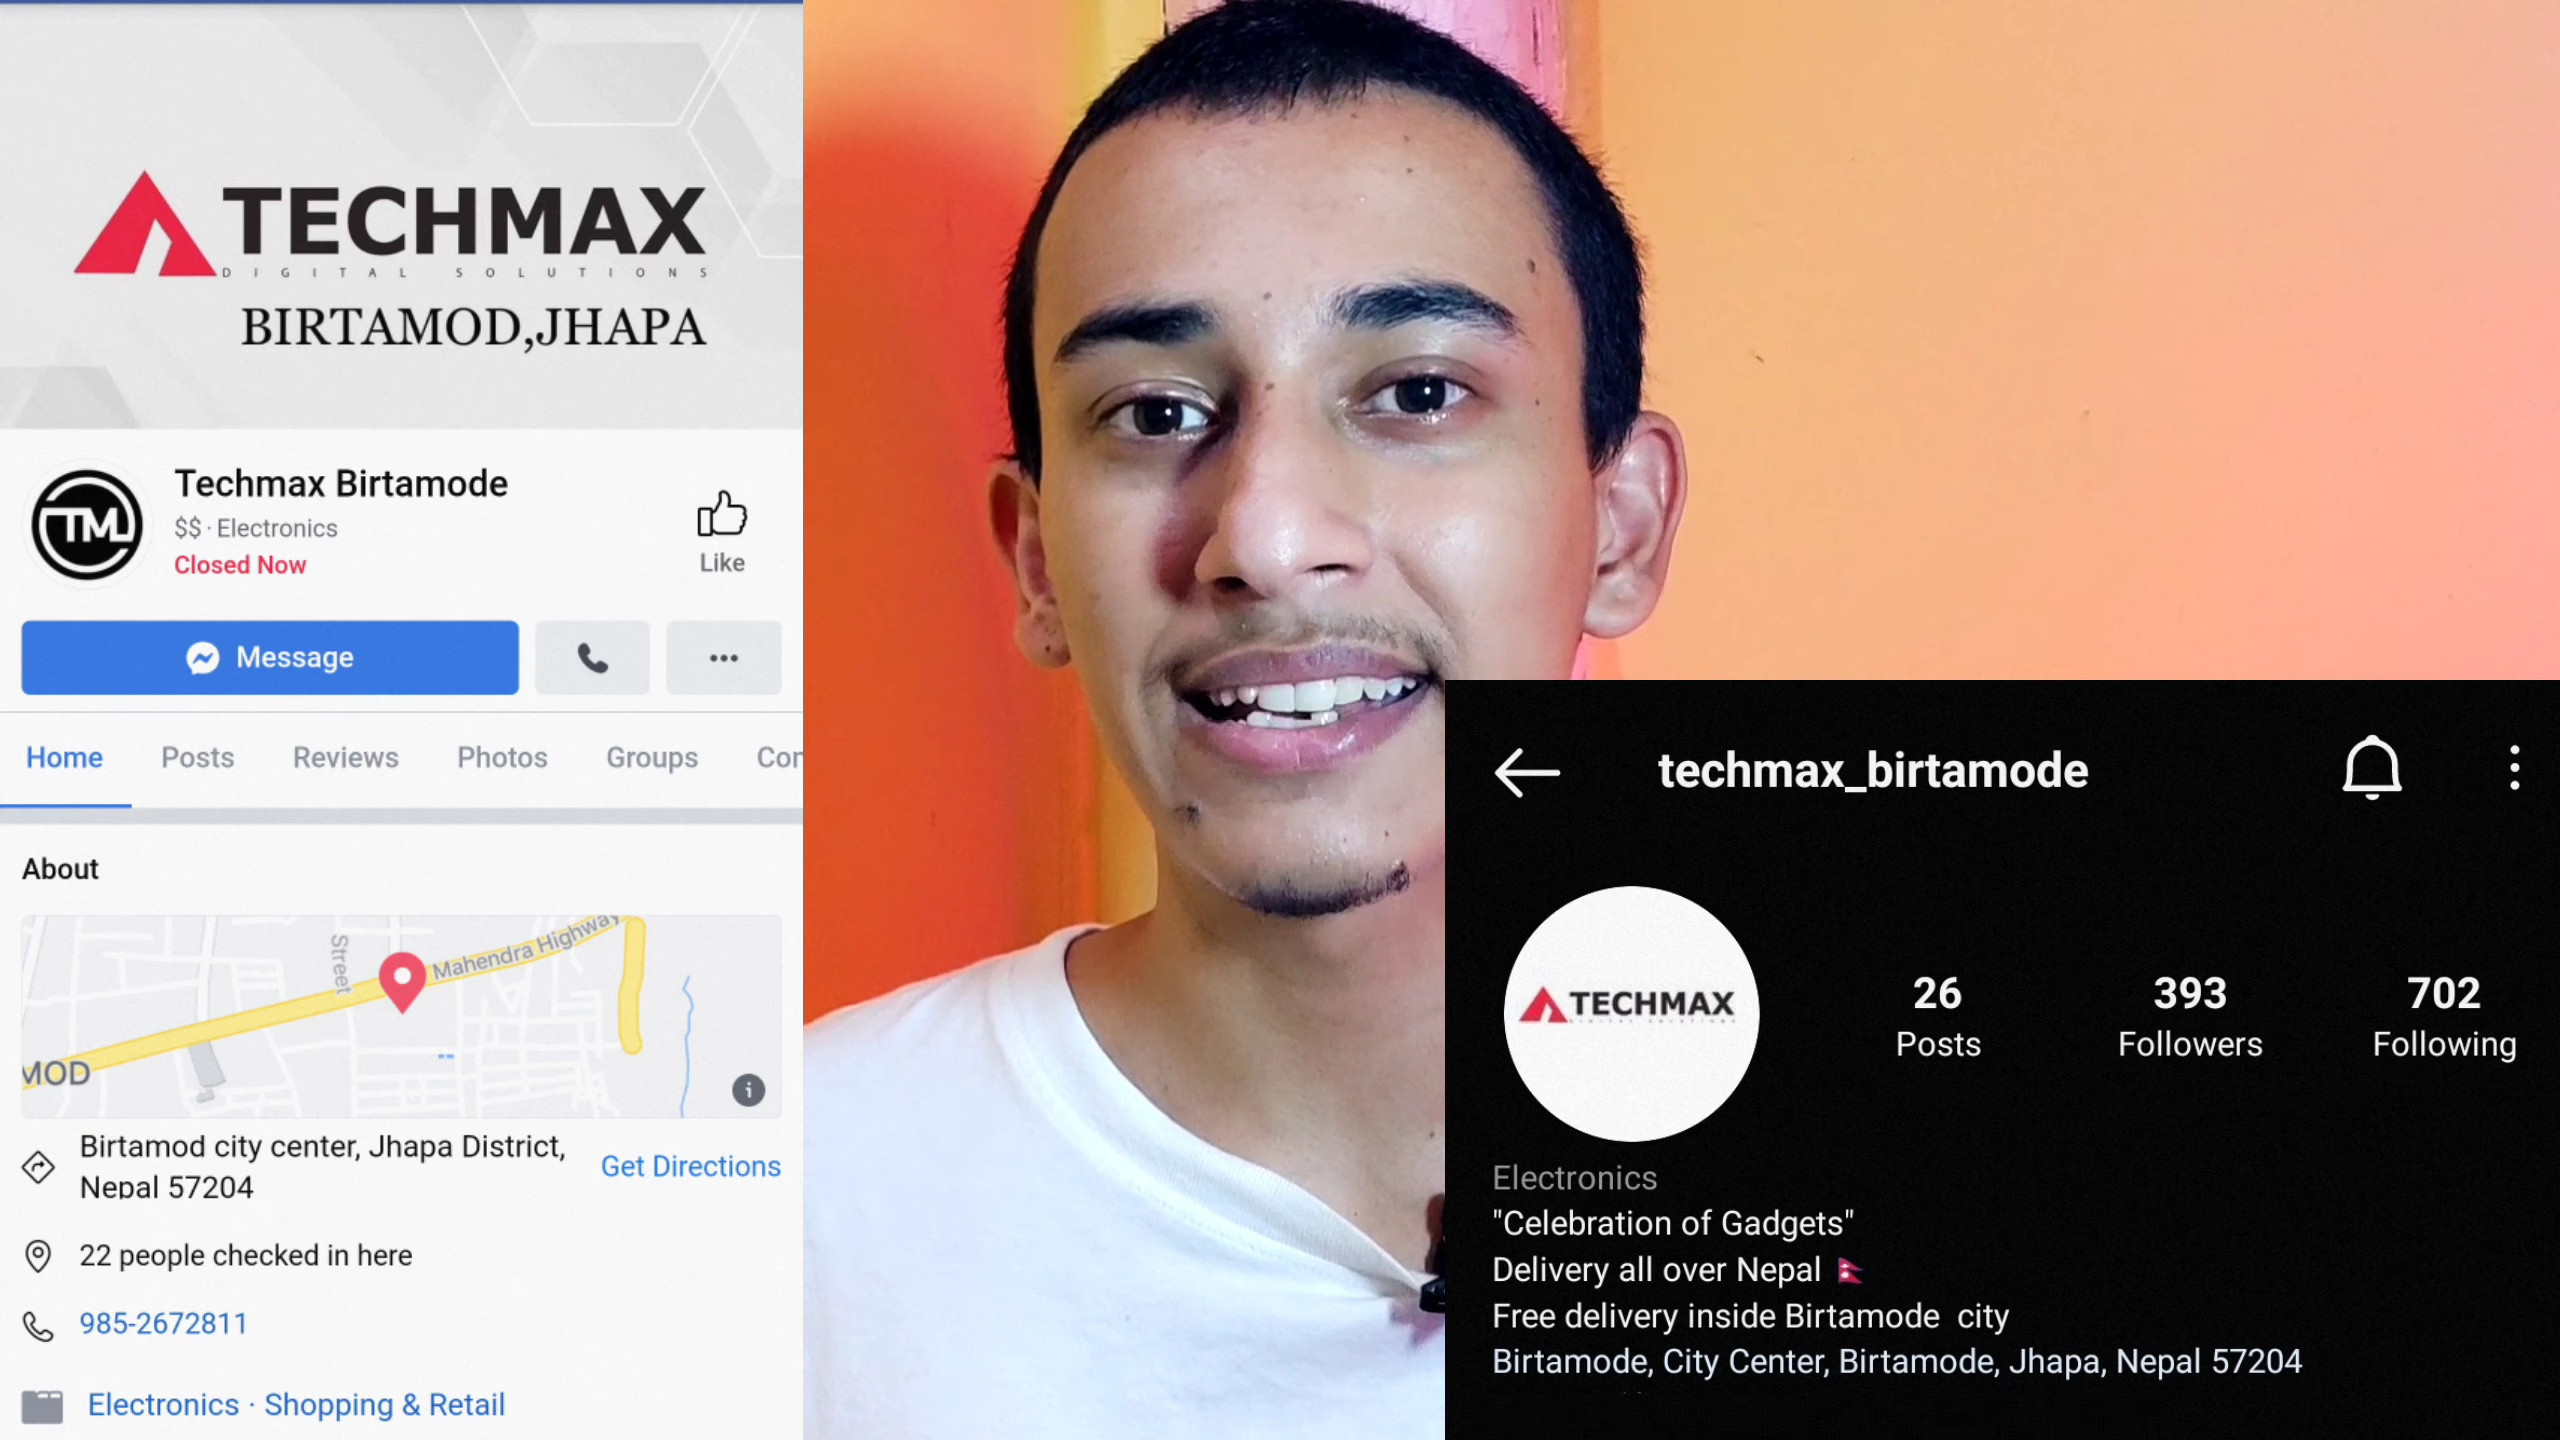 TECHMAX
DIGITAL SOLUTIONS
BIRTAMOD,JHAPA
TM
Techmax Birtamode
$$ · Electronics
Closed Now
Like
Message
Home Posts Reviews Photos Groups Con
About
Street
Mahendra Highway
MOD
Birtamod city center, Jhapa District,
Nepal 57204
Get Directions
22 people checked in here
985-2672811
Electronics · Shopping & Retail
techmax_birtamode
TECHMAX
26 393 702
Posts Followers Following
Electronics
"Celebration of Gadgets"
Delivery all over Nepal 🇳🇵
Free delivery inside Birtamode city
Birtamode, City Center, Birtamode, Jhapa, Nepal 57204